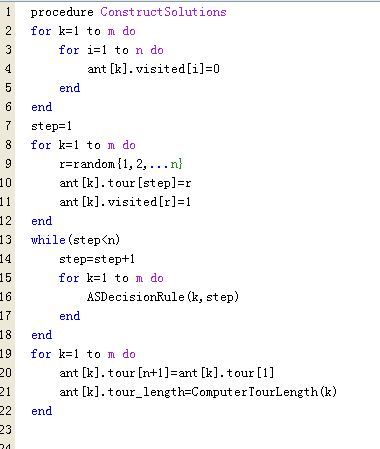 1 procedure ConstructSolutions
2 for k=1 to m do
3     for i=1 to n do
4         ant[k].visited[i]=0
5     end
6 end
7 step=1
8 for k=1 to m do
9     r=random{1,2,...n}
10     ant[k].tour[step]=r
11     ant[k].visited[r]=1
12 end
13 while(step<n)
14     step=step+1
15     for k=1 to m do
16         ASDecisionRule(k,step)
17     end
18 end
19 for k=1 to m do
20     ant[k].tour[n+1]=ant[k].tour[1]
21     ant[k].tour_length=ComputerTourLength(k)
22 end
23
24